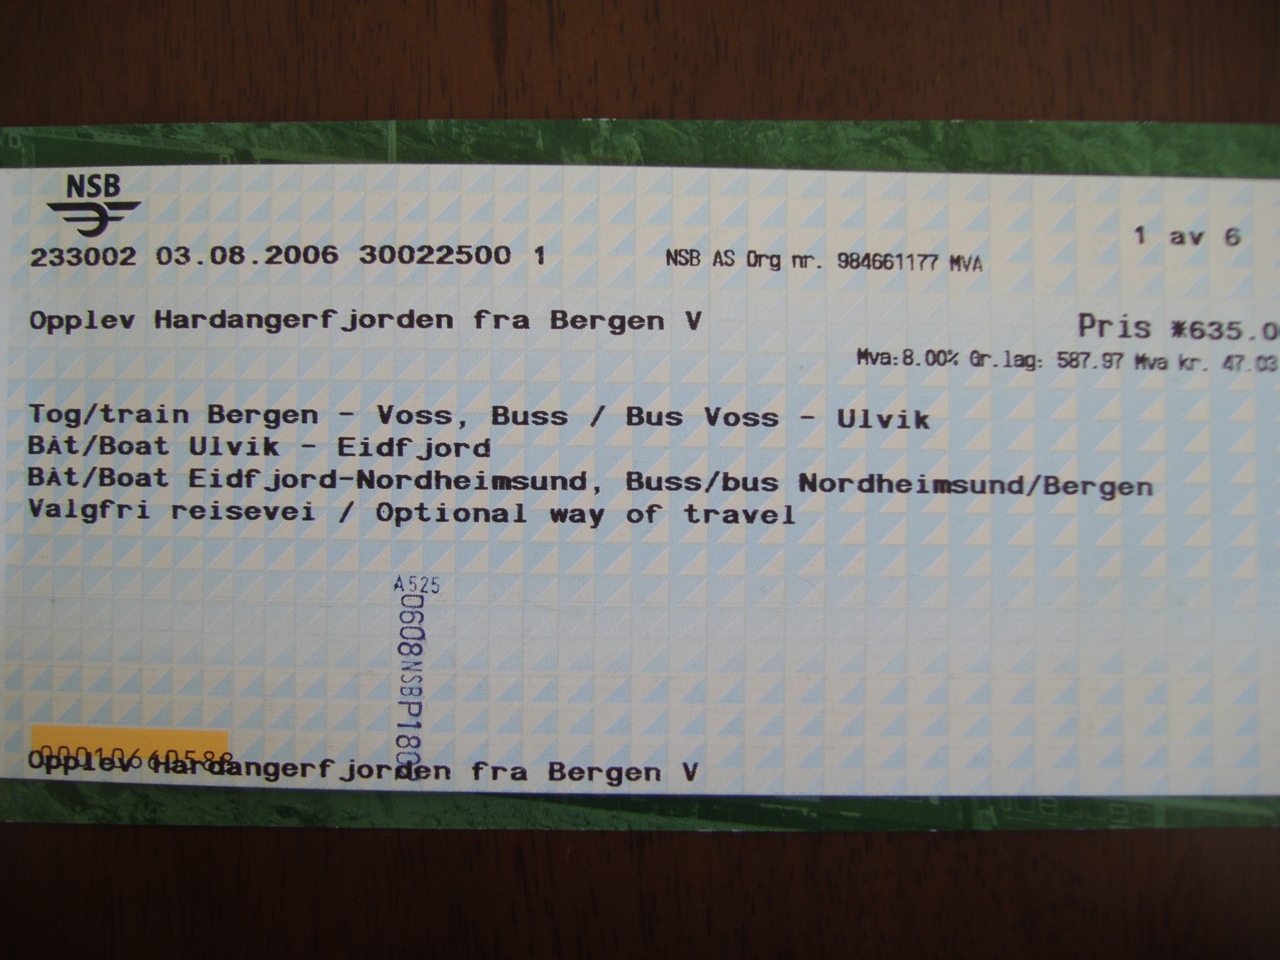 NSB
1 av 6
233002 03.08.2006 30022500 1 NSB AS Org nr. 984661177 MVA
Opplev Hardangerfjorden fra Bergen V
Pris *635.0
Mva:8.00% Gr.lag: 587.97 Mva kr. 47.03
Tog/train Bergen - Voss, Buss / Bus Voss - Ulvik
Båt/Boat Ulvik - Eidfjord
Båt/Boat Eidfjord-Nordheimsund, Buss/bus Nordheimsund/Bergen
Valgfri reisevei / Optional way of travel
A525
0608NSBP180
Opplev Hardangerfjorden fra Bergen V